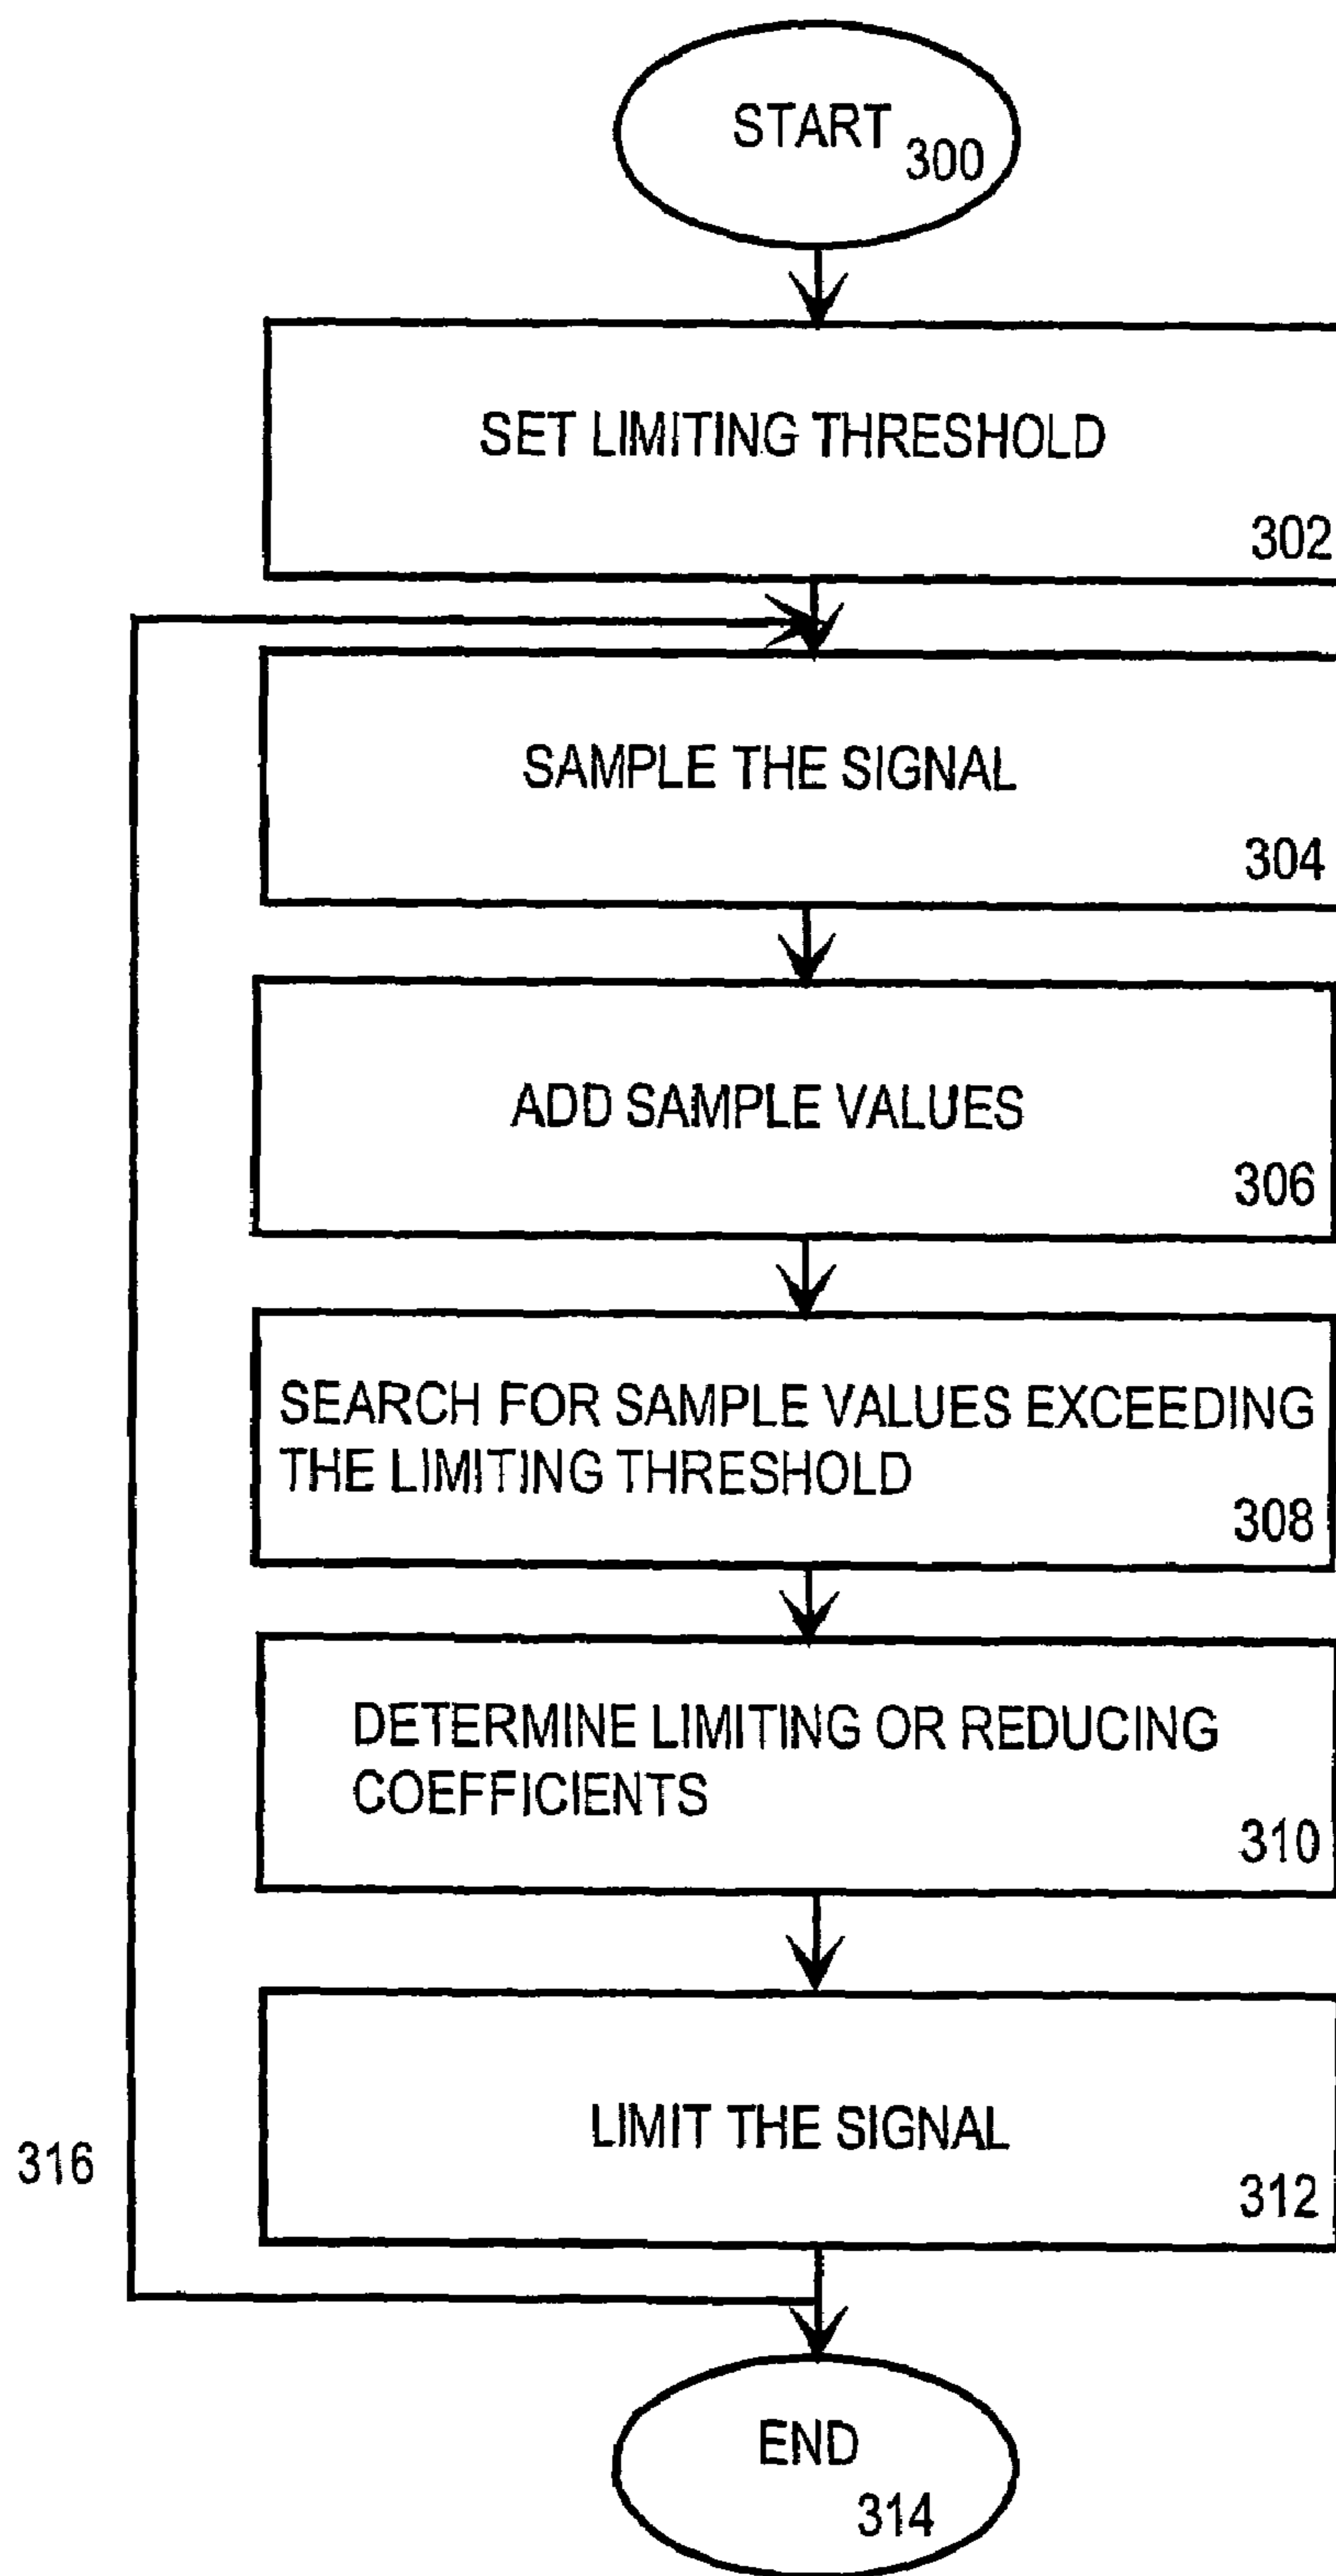 START
300
SET LIMITING THRESHOLD
302
SAMPLE THE SIGNAL
304
ADD SAMPLE VALUES
306
SEARCH FOR SAMPLE VALUES EXCEEDING
THE LIMITING THRESHOLD
308
DETERMINE LIMITING OR REDUCING
COEFFICIENTS
310
LIMIT THE SIGNAL
316
312
END
314